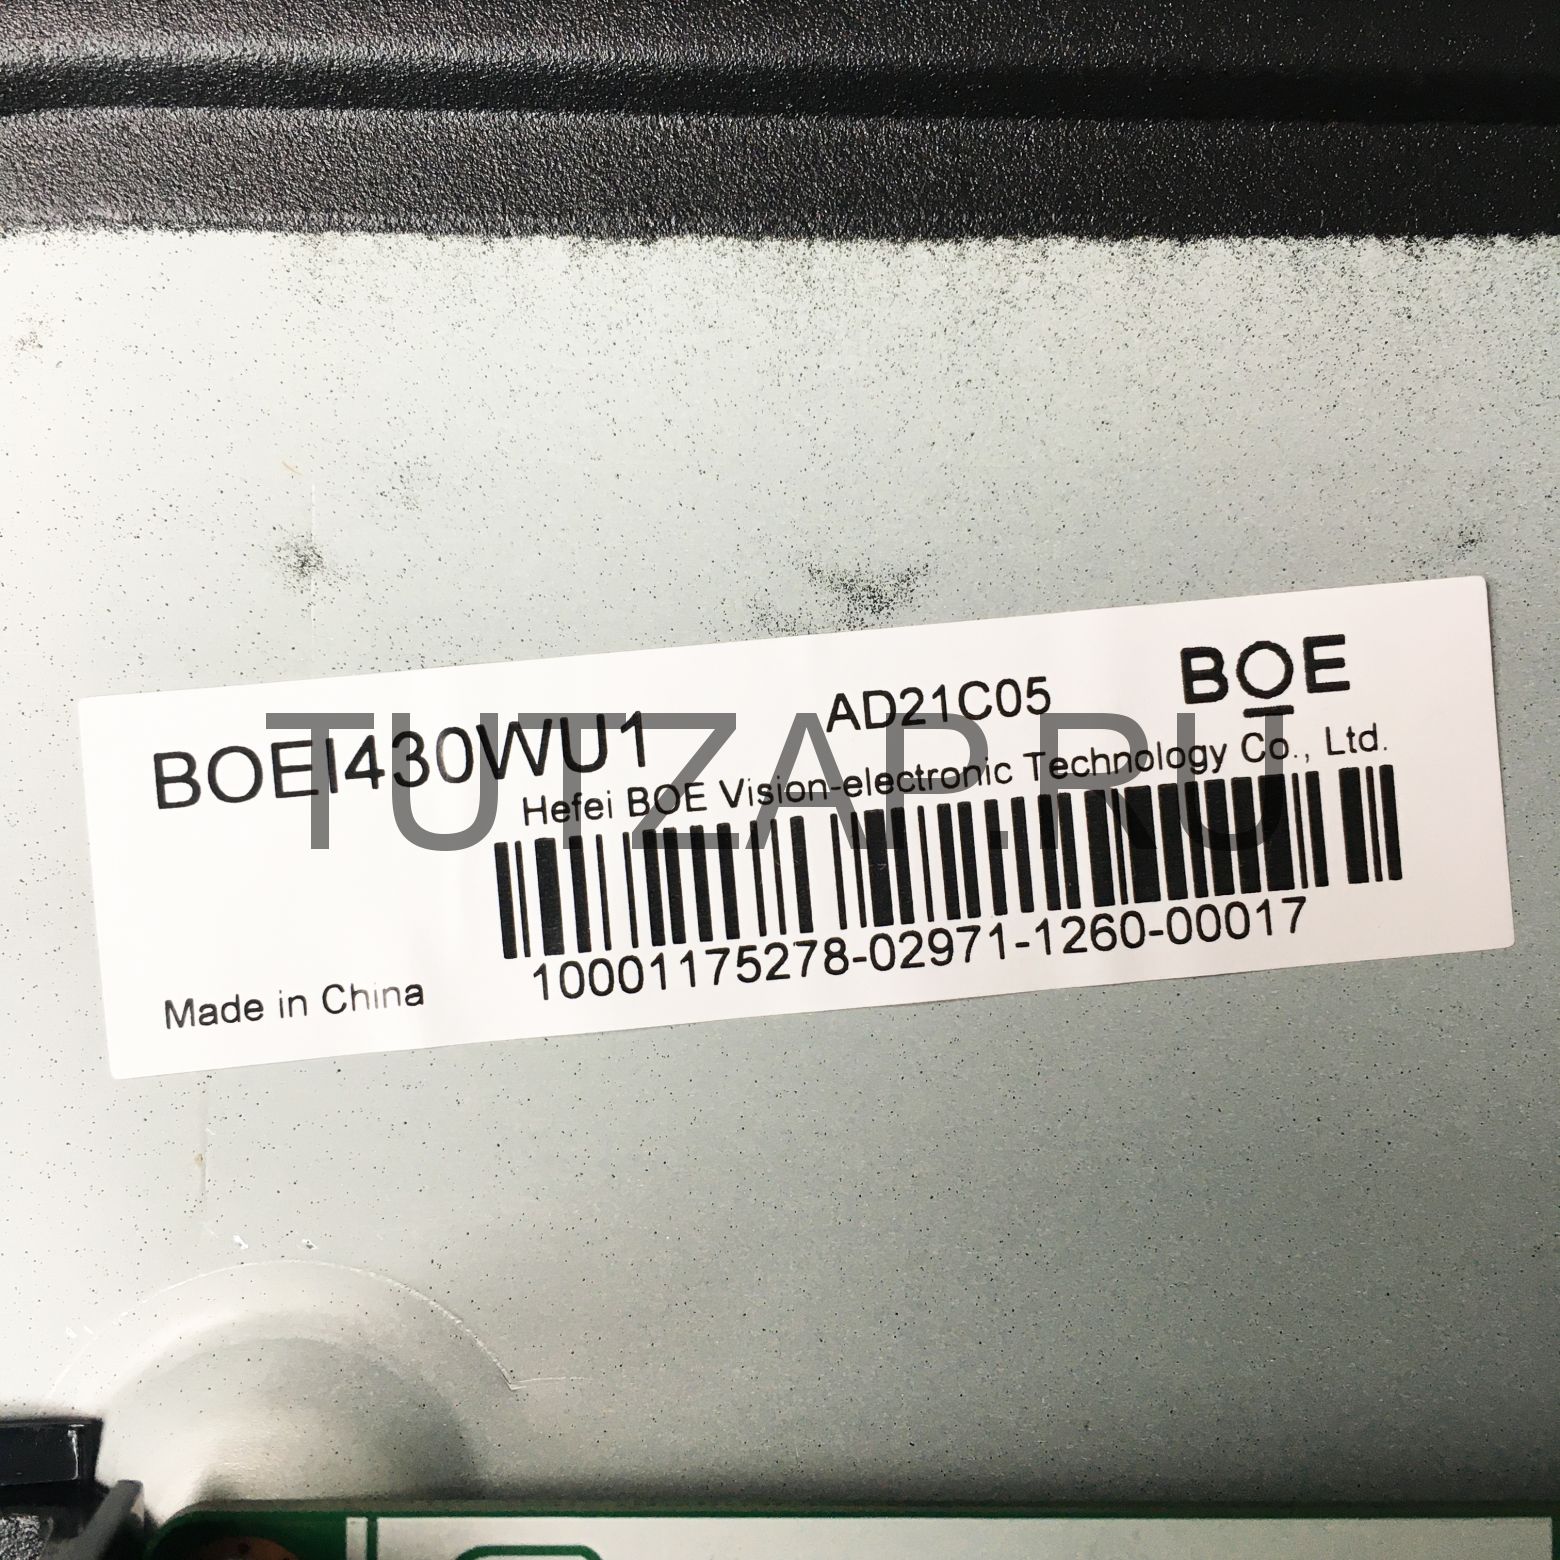 BOE
AD21C05
BOEI430WU1
Hefei BOE Vision-electronic Technology Co., Ltd.
10001175278-02971-1260-00017
Made in China
TUTZAP.RU